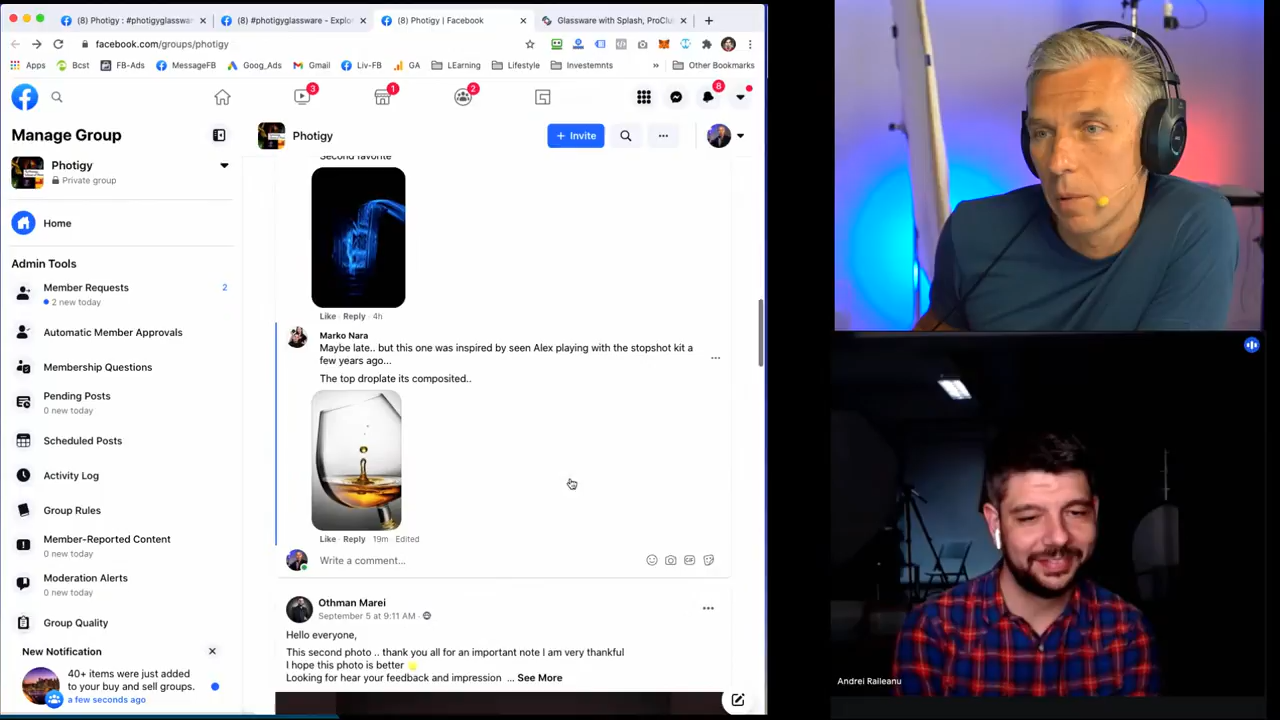 (8) Photigy : #photigyglasswar
(8) #photigyglassware - Explo
(8) Photigy | Facebook
Glassware with Splash, ProClu
facebook.com/groups/photigy
Apps
Bcst
FB-Ads
MessageFB
Goog_Ads
Gmail
Liv-FB
GA
LEarning
Lifestyle
Investemnts
»
Other Bookmarks
3
1
2
8
Manage Group
Photigy
+ Invite
Photigy
Private group
Home
Admin Tools
Member Requests
2
2 new today
Automatic Member Approvals
Membership Questions
Pending Posts
0 new today
Scheduled Posts
Activity Log
Group Rules
Member-Reported Content
0 new today
Moderation Alerts
0 new today
Group Quality
New Notification
40+ items were just added
to your buy and sell groups.
a few seconds ago
Second favorite
Like · Reply · 4h
Marko Nara
Maybe late.. but this one was inspired by seen Alex playing with the stopshot kit a
few years ago...
The top droplate its composited..
Like · Reply · 19m · Edited
Write a comment...
Othman Marei
September 5 at 9:11 AM ·
Hello everyone,
This second photo .. thank you all for an important note I am very thankful
I hope this photo is better
Looking for hear your feedback and impression ... See More
Andrei Raileanu